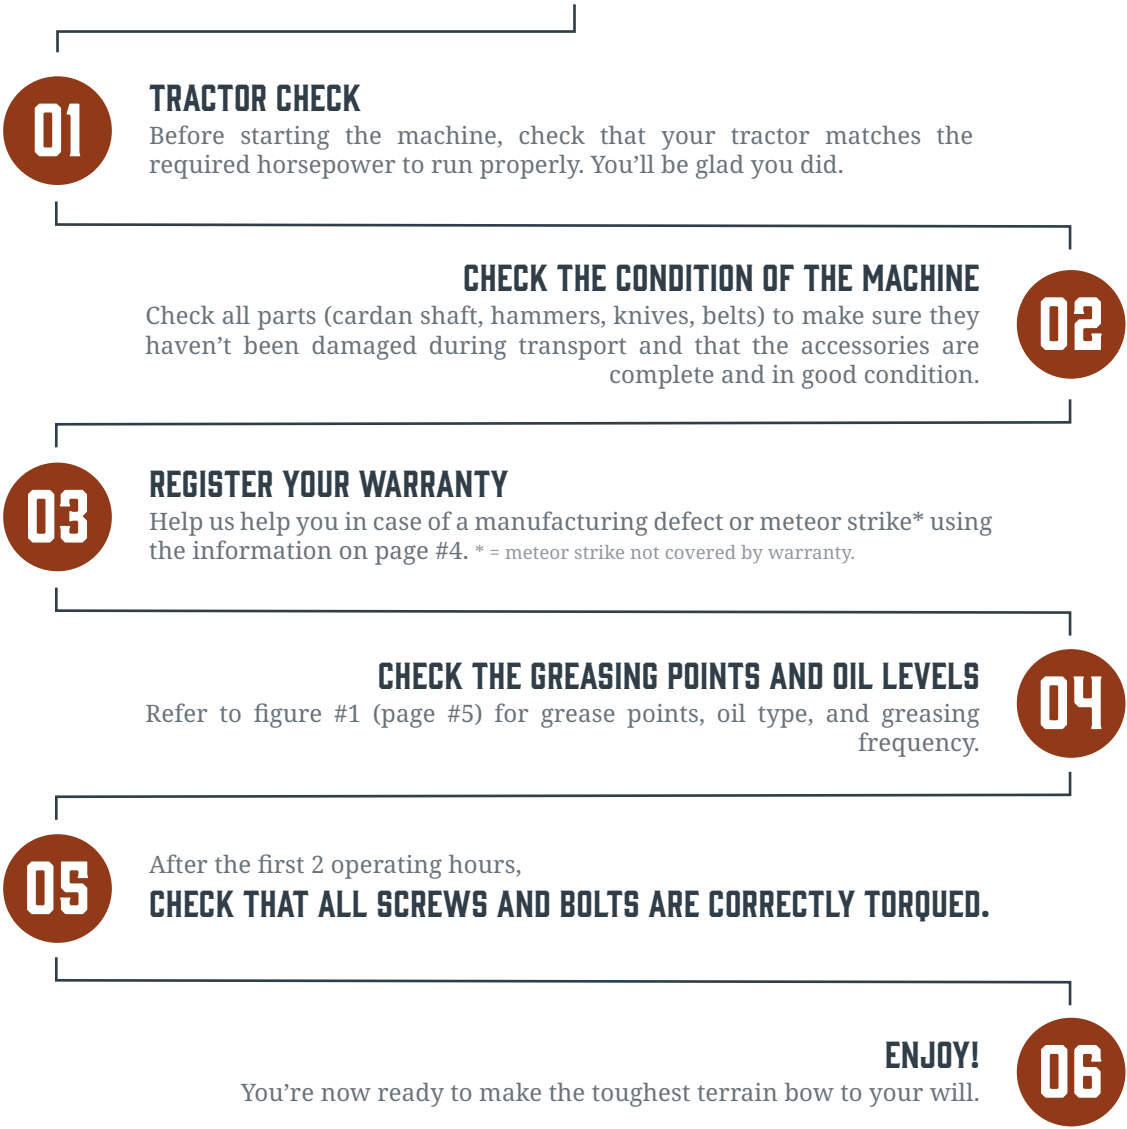 01
TRACTOR CHECK
Before starting the machine, check that your tractor matches the
required horsepower to run properly. You’ll be glad you did.
CHECK THE CONDITION OF THE MACHINE
02
Check all parts (cardan shaft, hammers, knives, belts) to make sure they
haven’t been damaged during transport and that the accessories are
complete and in good condition.
03
REGISTER YOUR WARRANTY
Help us help you in case of a manufacturing defect or meteor strike* using
the information on page #4. * = meteor strike not covered by warranty.
CHECK THE GREASING POINTS AND OIL LEVELS
04
Refer to figure #1 (page #5) for grease points, oil type, and greasing
frequency.
05
After the first 2 operating hours,
CHECK THAT ALL SCREWS AND BOLTS ARE CORRECTLY TORQUED.
ENJOY!
06
You’re now ready to make the toughest terrain bow to your will.